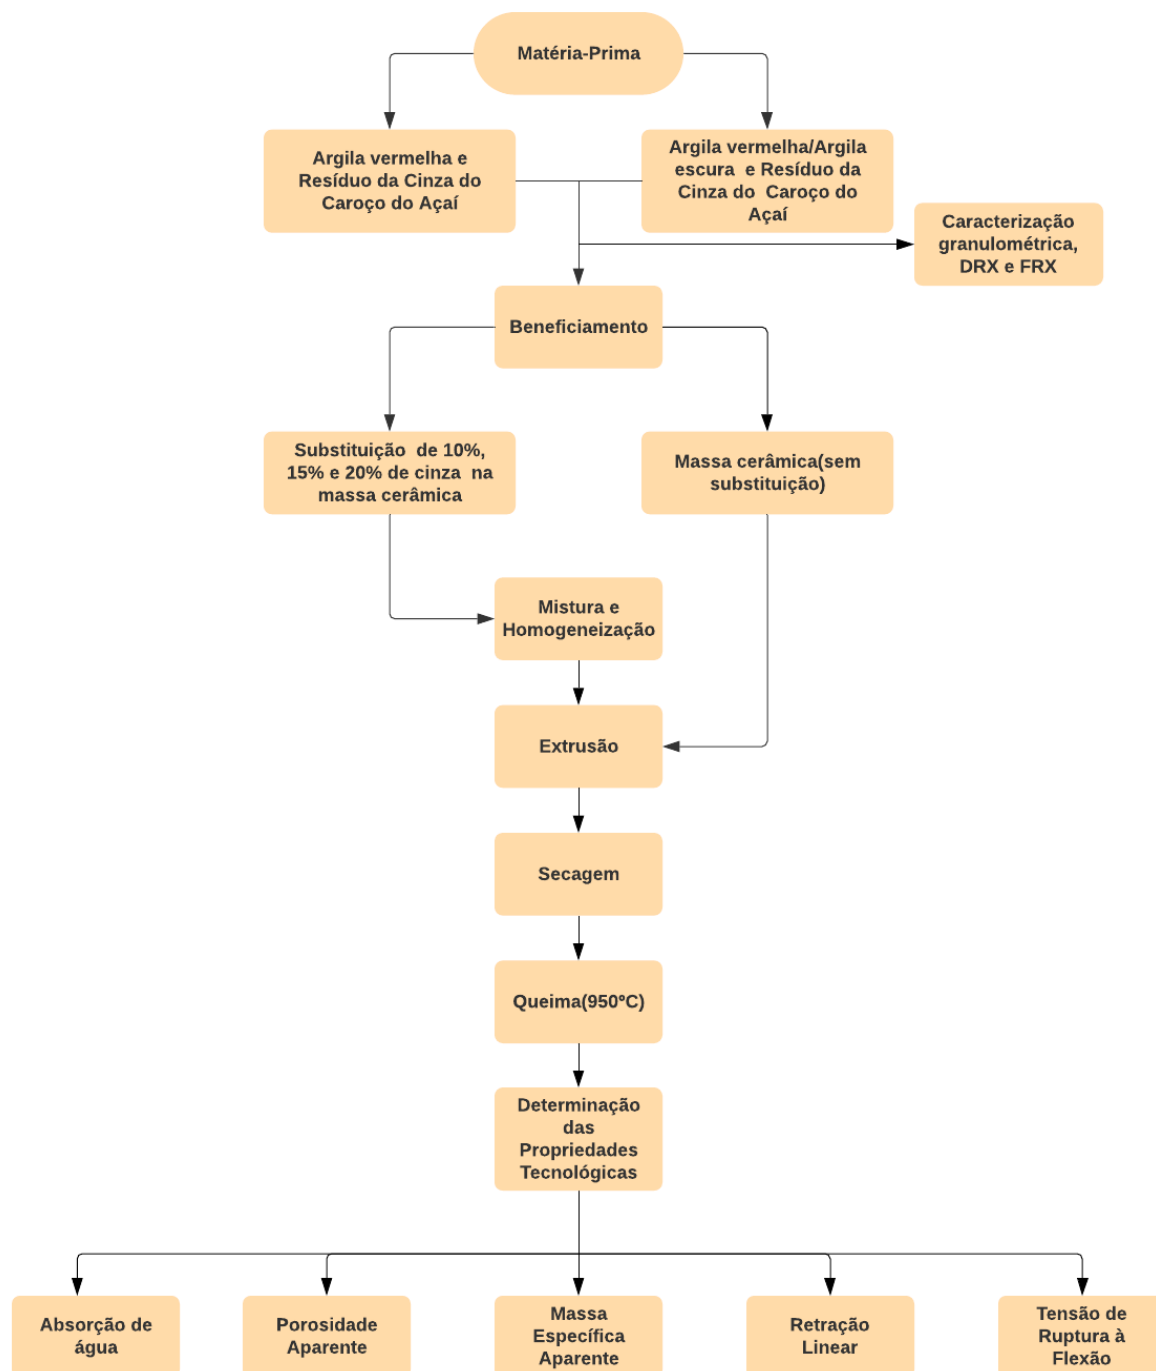 Matéria-Prima
Argila vermelha e
Resíduo da Cinza do
Caroço do Açaí
Argila vermelha/Argila
escura e Resíduo da
Cinza do Caroço do
Açaí
Caracterização
granulométrica,
DRX e FRX
Beneficiamento
Substituição de 10%,
15% e 20% de cinza na
massa cerâmica
Massa cerâmica(sem
substituição)
Mistura e
Homogeneização
Extrusão
Secagem
Queima(950°C)
Determinação
das
Propriedades
Tecnológicas
Absorção de
água
Porosidade
Aparente
Massa
Específica
Aparente
Retração
Linear
Tensão de
Ruptura à
Flexão